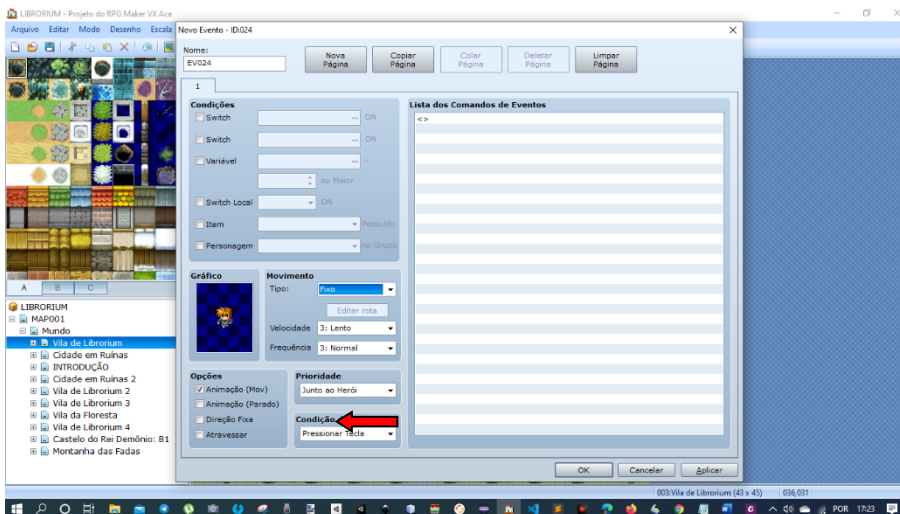 LIBRORIUM - Projeto do RPG Maker VX Ace
Arquivo Editar Modo Desenho Escala
Novo Evento - ID:024
Nome:
EV024
Nova Página
Copiar Página
Colar Página
Deletar Página
Limpar Página
1
Condições
Switch ... ON
Switch ... ON
Variável ... -
ou Maior
Switch Local ON
Item Possuído
Personagem no Grupo
Gráfico
Movimento
Tipo: Fixo
Editar rota
Velocidade 3: Lento
Frequência 3: Normal
Opções
Animação (Mov)
Animação (Parado)
Direção Fixa
Atravessar
Prioridade
Junto ao Herói
Condição
Pressionar Tecla
Lista dos Comandos de Eventos
<>
OK Cancelar Aplicar
A B C
LIBRORIUM
MAP001
Mundo
Vila de Librorium
Cidade em Ruínas
INTRODUÇÃO
Cidade em Ruínas 2
Vila de Librorium 2
Vila de Librorium 3
Vila da Floresta
Vila de Librorium 4
Castelo do Rei Demônio: B1
Montanha das Fadas
003:Vila de Librorium (43 x 45) 036,031
POR 17:23